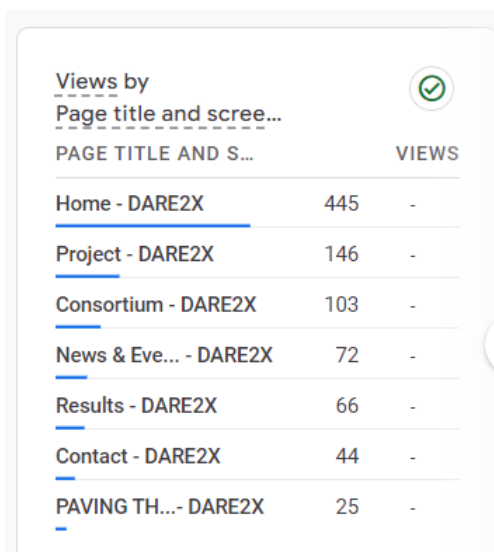 Views by
Page title and scree...
PAGE TITLE AND S... VIEWS
Home - DARE2X 445 -
Project - DARE2X 146 -
Consortium - DARE2X 103 -
News & Eve... - DARE2X 72 -
Results - DARE2X 66 -
Contact - DARE2X 44 -
PAVING TH...- DARE2X 25 -